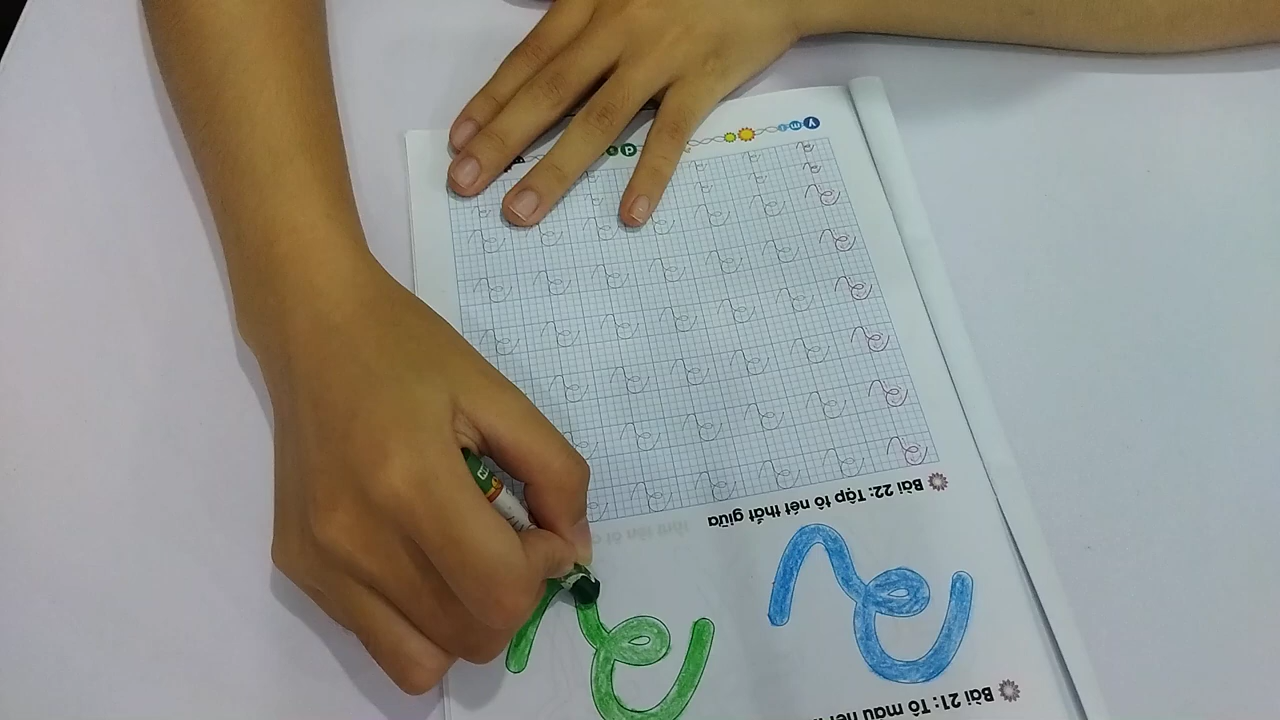 Bài 21: Tô màu nét
Bài 22: Tập tô nét thắt giữa